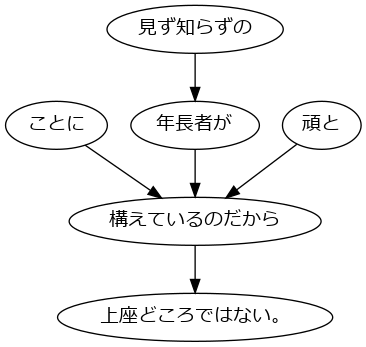 見ず知らずの
ことに
年長者が
頑と
構えているのだから
上座どころではない。